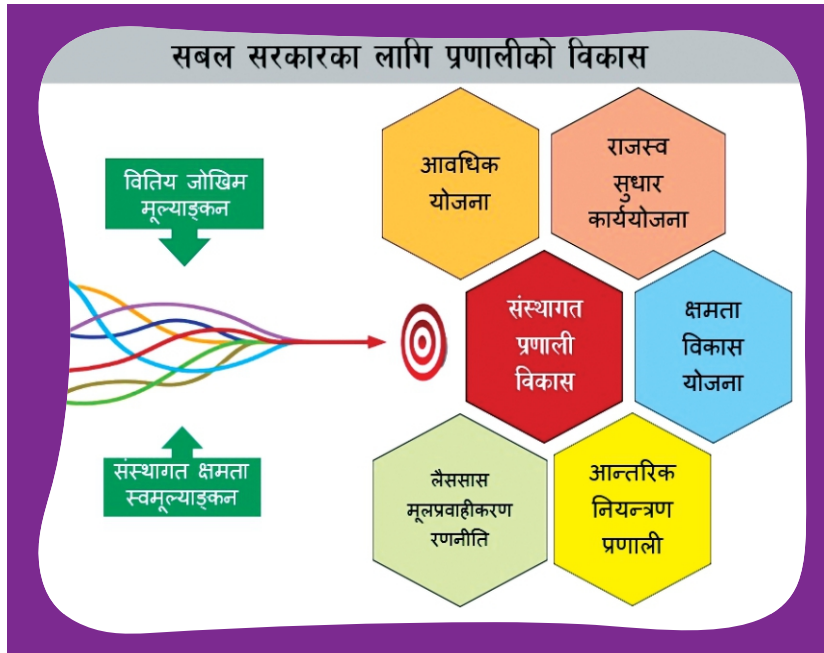 सबल सरकारका लागि प्रणालीको विकास
वितिय जोखिम
मूल्याङ्कन
संस्थागत क्षमता
स्वमूल्याङ्कन
आवधिक
योजना
राजस्व
सुधार
कार्ययोजना
संस्थागत
प्रणाली
विकास
क्षमता
विकास
योजना
लैससास
मूलप्रवाहीकरण
रणनीति
आन्तरिक
नियन्त्रण
प्रणाली